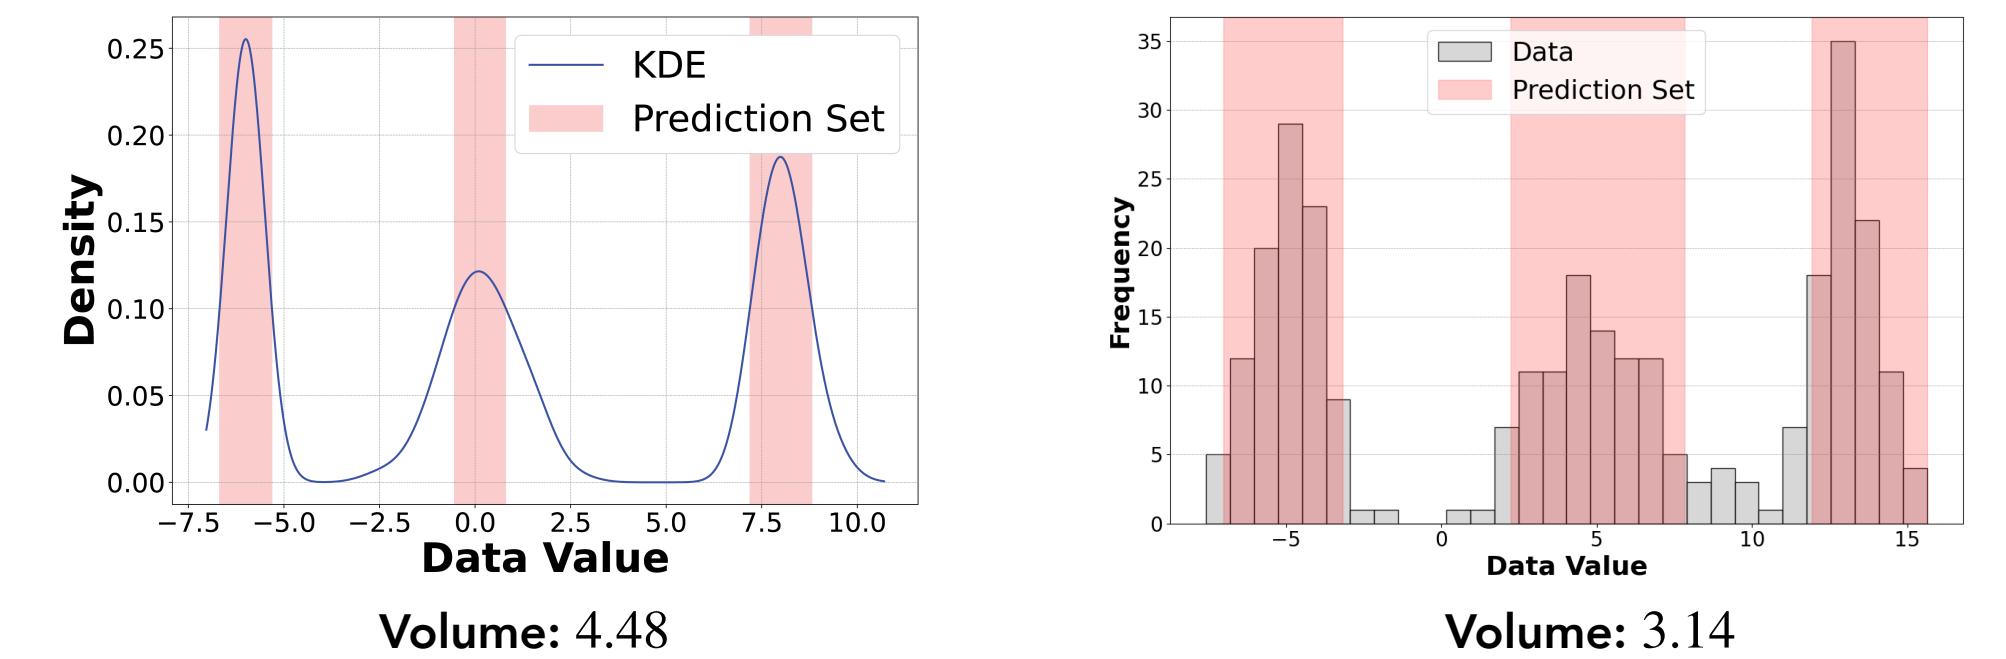 0.25
0.20
0.15
0.10
0.05
0.00
Density
KDE
Prediction Set
−7.5 −5.0 −2.5 0.0 2.5 5.0 7.5 10.0
Data Value
Volume: 4.48
35
30
25
20
15
10
5
0
Frequency
Data
Prediction Set
−5 0 5 10 15
Data Value
Volume: 3.14